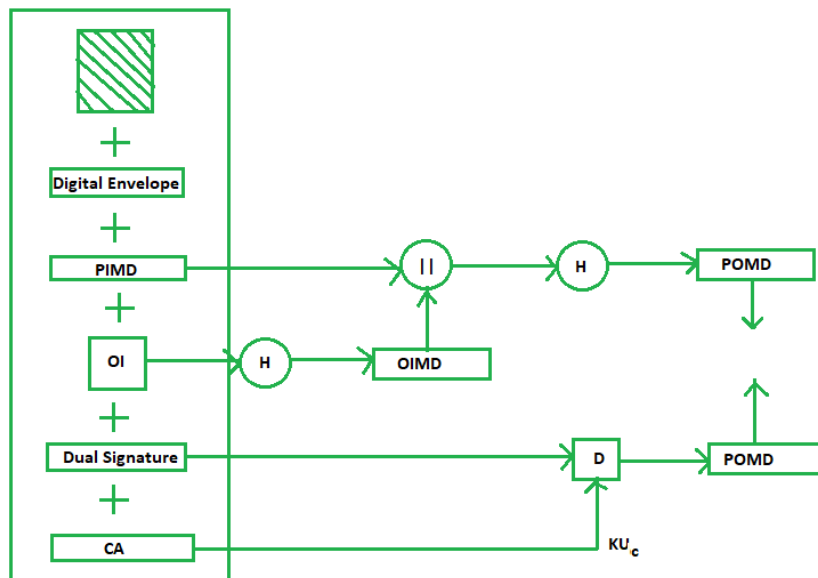 Digital Envelope
PIMD
||
H
POMD
OI
H
OIMD
Dual Signature
D
POMD
CA
KUc